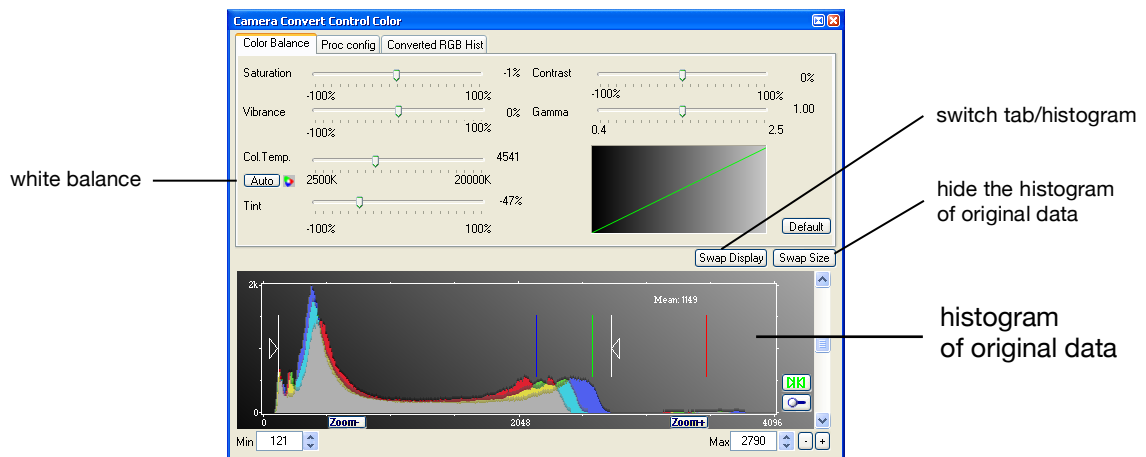 Camera Convert Control Color
Color Balance Proc config Converted RGB Hist
Saturation -1% Contrast 0%
-100% 100% -100% 100%
Vibrance 0% Gamma 1.00
-100% 100% 0.4 2.5
switch tab/histogram
Col.Temp. 4541
white balance
Auto 2500K 20000K
Tint -47%
-100% 100%
hide the histogram
of original data
Default
Swap Display Swap Size
2k
Mean: 1149
histogram
of original data
0
0 Zoom- 2048 Zoom+ 4096
Min 121 Max 2790 - +